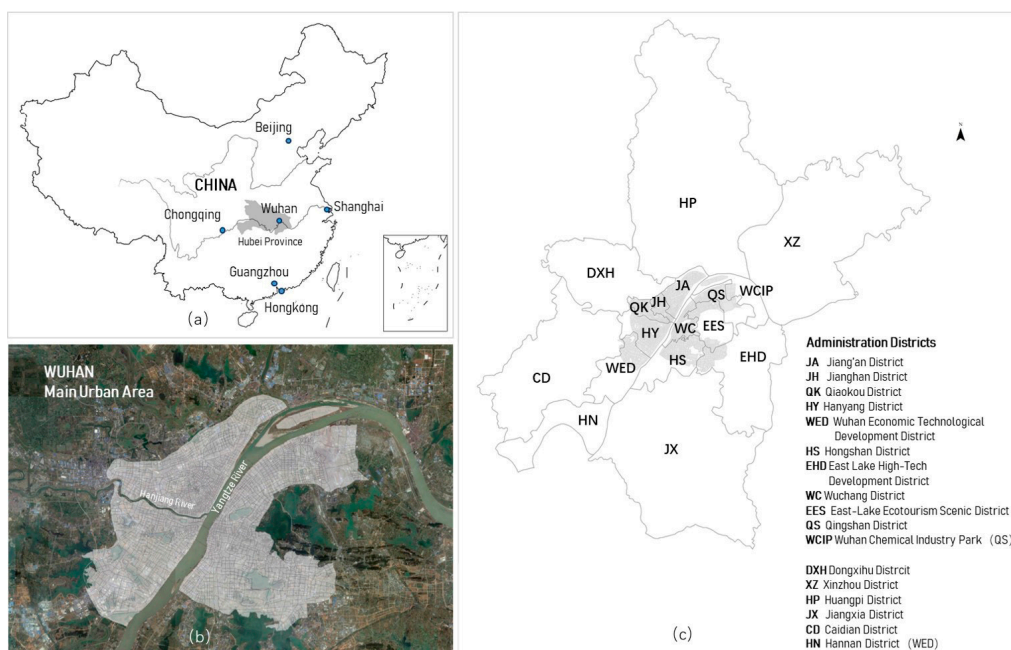 Beijing
CHINA
Wuhan
Shanghai
Chongqing
Hubei Province
Guangzhou
Hongkong
(a)
WUHAN
Main Urban Area
Hanjiang River
Yangtze River
(b)
N
HP
XZ
DXH
JA
QS
WCIP
JH
QK
HY
WC
EES
WED
HS
EHD
CD
HN
JX
(c)
Administration Districts
JA Jiang'an District
JH Jianghan District
QK Qiaokou District
HY Hanyang District
WED Wuhan Economic Technological
Development District
HS Hongshan District
EHD East Lake High-Tech
Development District
WC Wuchang District
EES East-Lake Ecotourism Scenic District
QS Qingshan District
WCIP Wuhan Chemical Industry Park (QS)
DXH Dongxihu Distrcit
XZ Xinzhou District
HP Huangpi District
JX Jiangxia District
CD Caidian District
HN Hannan District (WED)